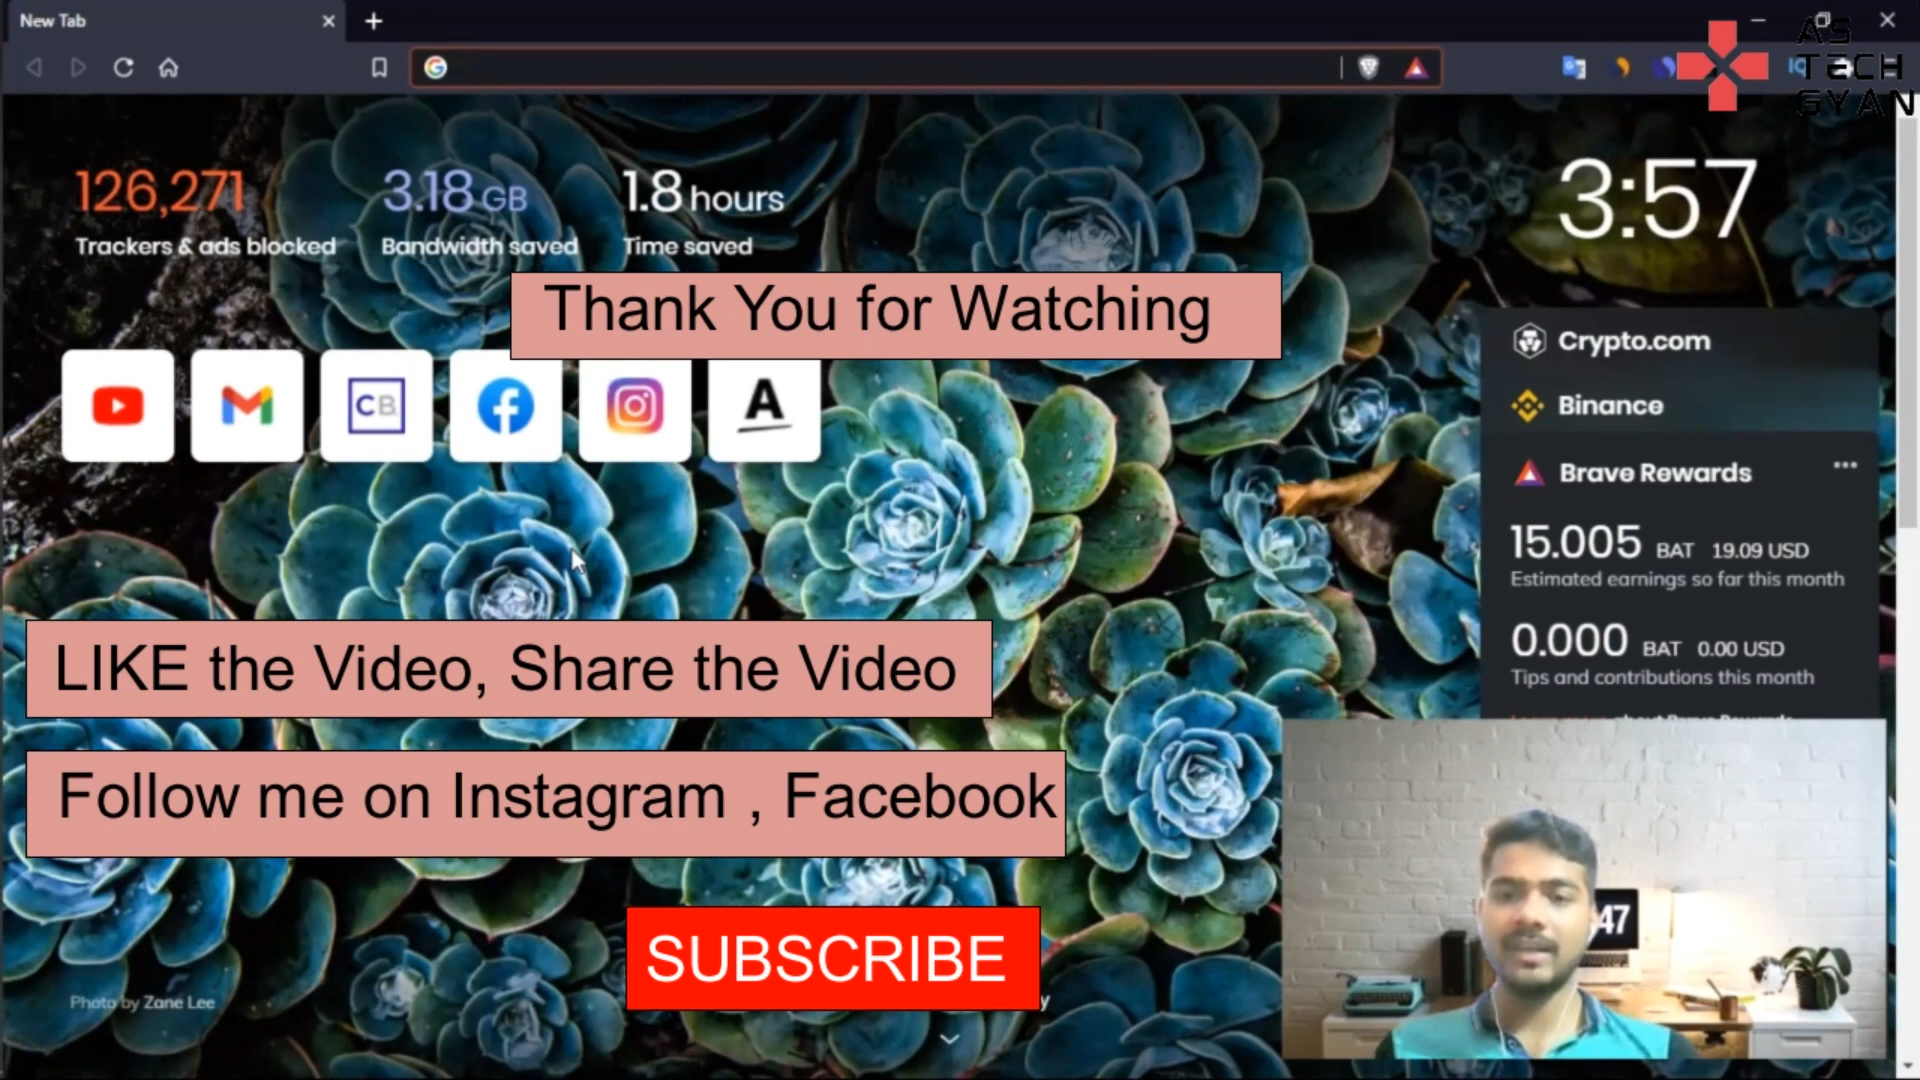 New Tab
AS
TECH
GYAN
126,271
Trackers & ads blocked
3.18 GB
Bandwidth saved
1.8 hours
Time saved
3:57
Thank You for Watching
CB
A
Crypto.com
Binance
Brave Rewards
15.005 BAT 19.09 USD
Estimated earnings so far this month
0.000 BAT 0.00 USD
Tips and contributions this month
LIKE the Video, Share the Video
Follow me on Instagram , Facebook
SUBSCRIBE
47
Photo by Zane Lee